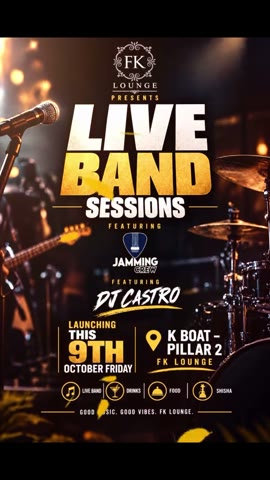 FK
LOUNGE
PRESENTS
LIVE
BAND
SESSIONS
FEATURING
JAMMING
CREW
FEATURING
DJ CASTRO
LAUNCHING
THIS
9TH
OCTOBER FRIDAY
K BOAT –
PILLAR 2
FK LOUNGE
LIVE BAND
DRINKS
FOOD
SHISHA
GOOD MUSIC. GOOD VIBES. FK LOUNGE.